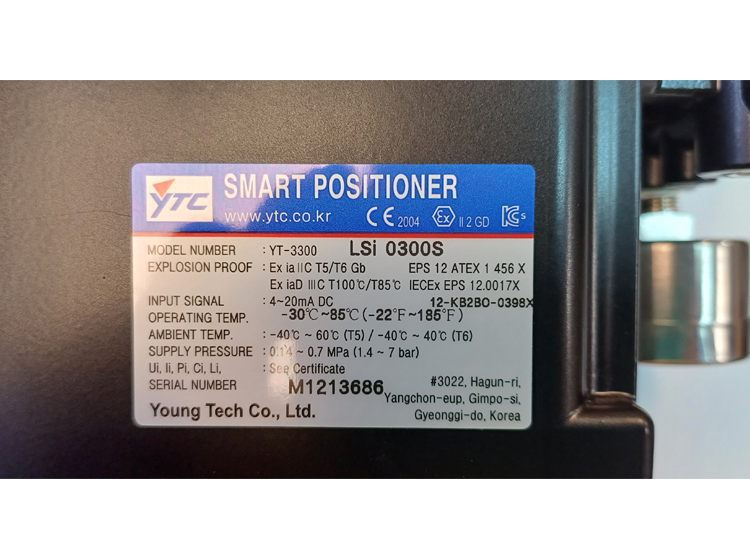 YTC SMART POSITIONER
www.ytc.co.kr CE 2004 Ex II 2 GD KCs
MODEL NUMBER : YT-3300 LSi 0300S
EXPLOSION PROOF : Ex ia IIC T5/T6 Gb EPS 12 ATEX 1 456 X
Ex iaD IIIC T100℃/T85℃ IECEx EPS 12.0017X
INPUT SIGNAL : 4~20mA DC 12-KB2BO-0398X
OPERATING TEMP. -30℃~85℃ (-22℉~185℉)
AMBIENT TEMP. : -40℃ ~ 60℃ (T5) / -40℃ ~ 40℃ (T6)
SUPPLY PRESSURE : 0.14 ~ 0.7 MPa (1.4 ~ 7 bar)
Ui, Ii, Pi, Ci, Li, : See Certificate
SERIAL NUMBER M1213686
#3022, Hagun-ri,
Yangchon-eup, Gimpo-si,
Gyeonggi-do, Korea
Young Tech Co., Ltd.